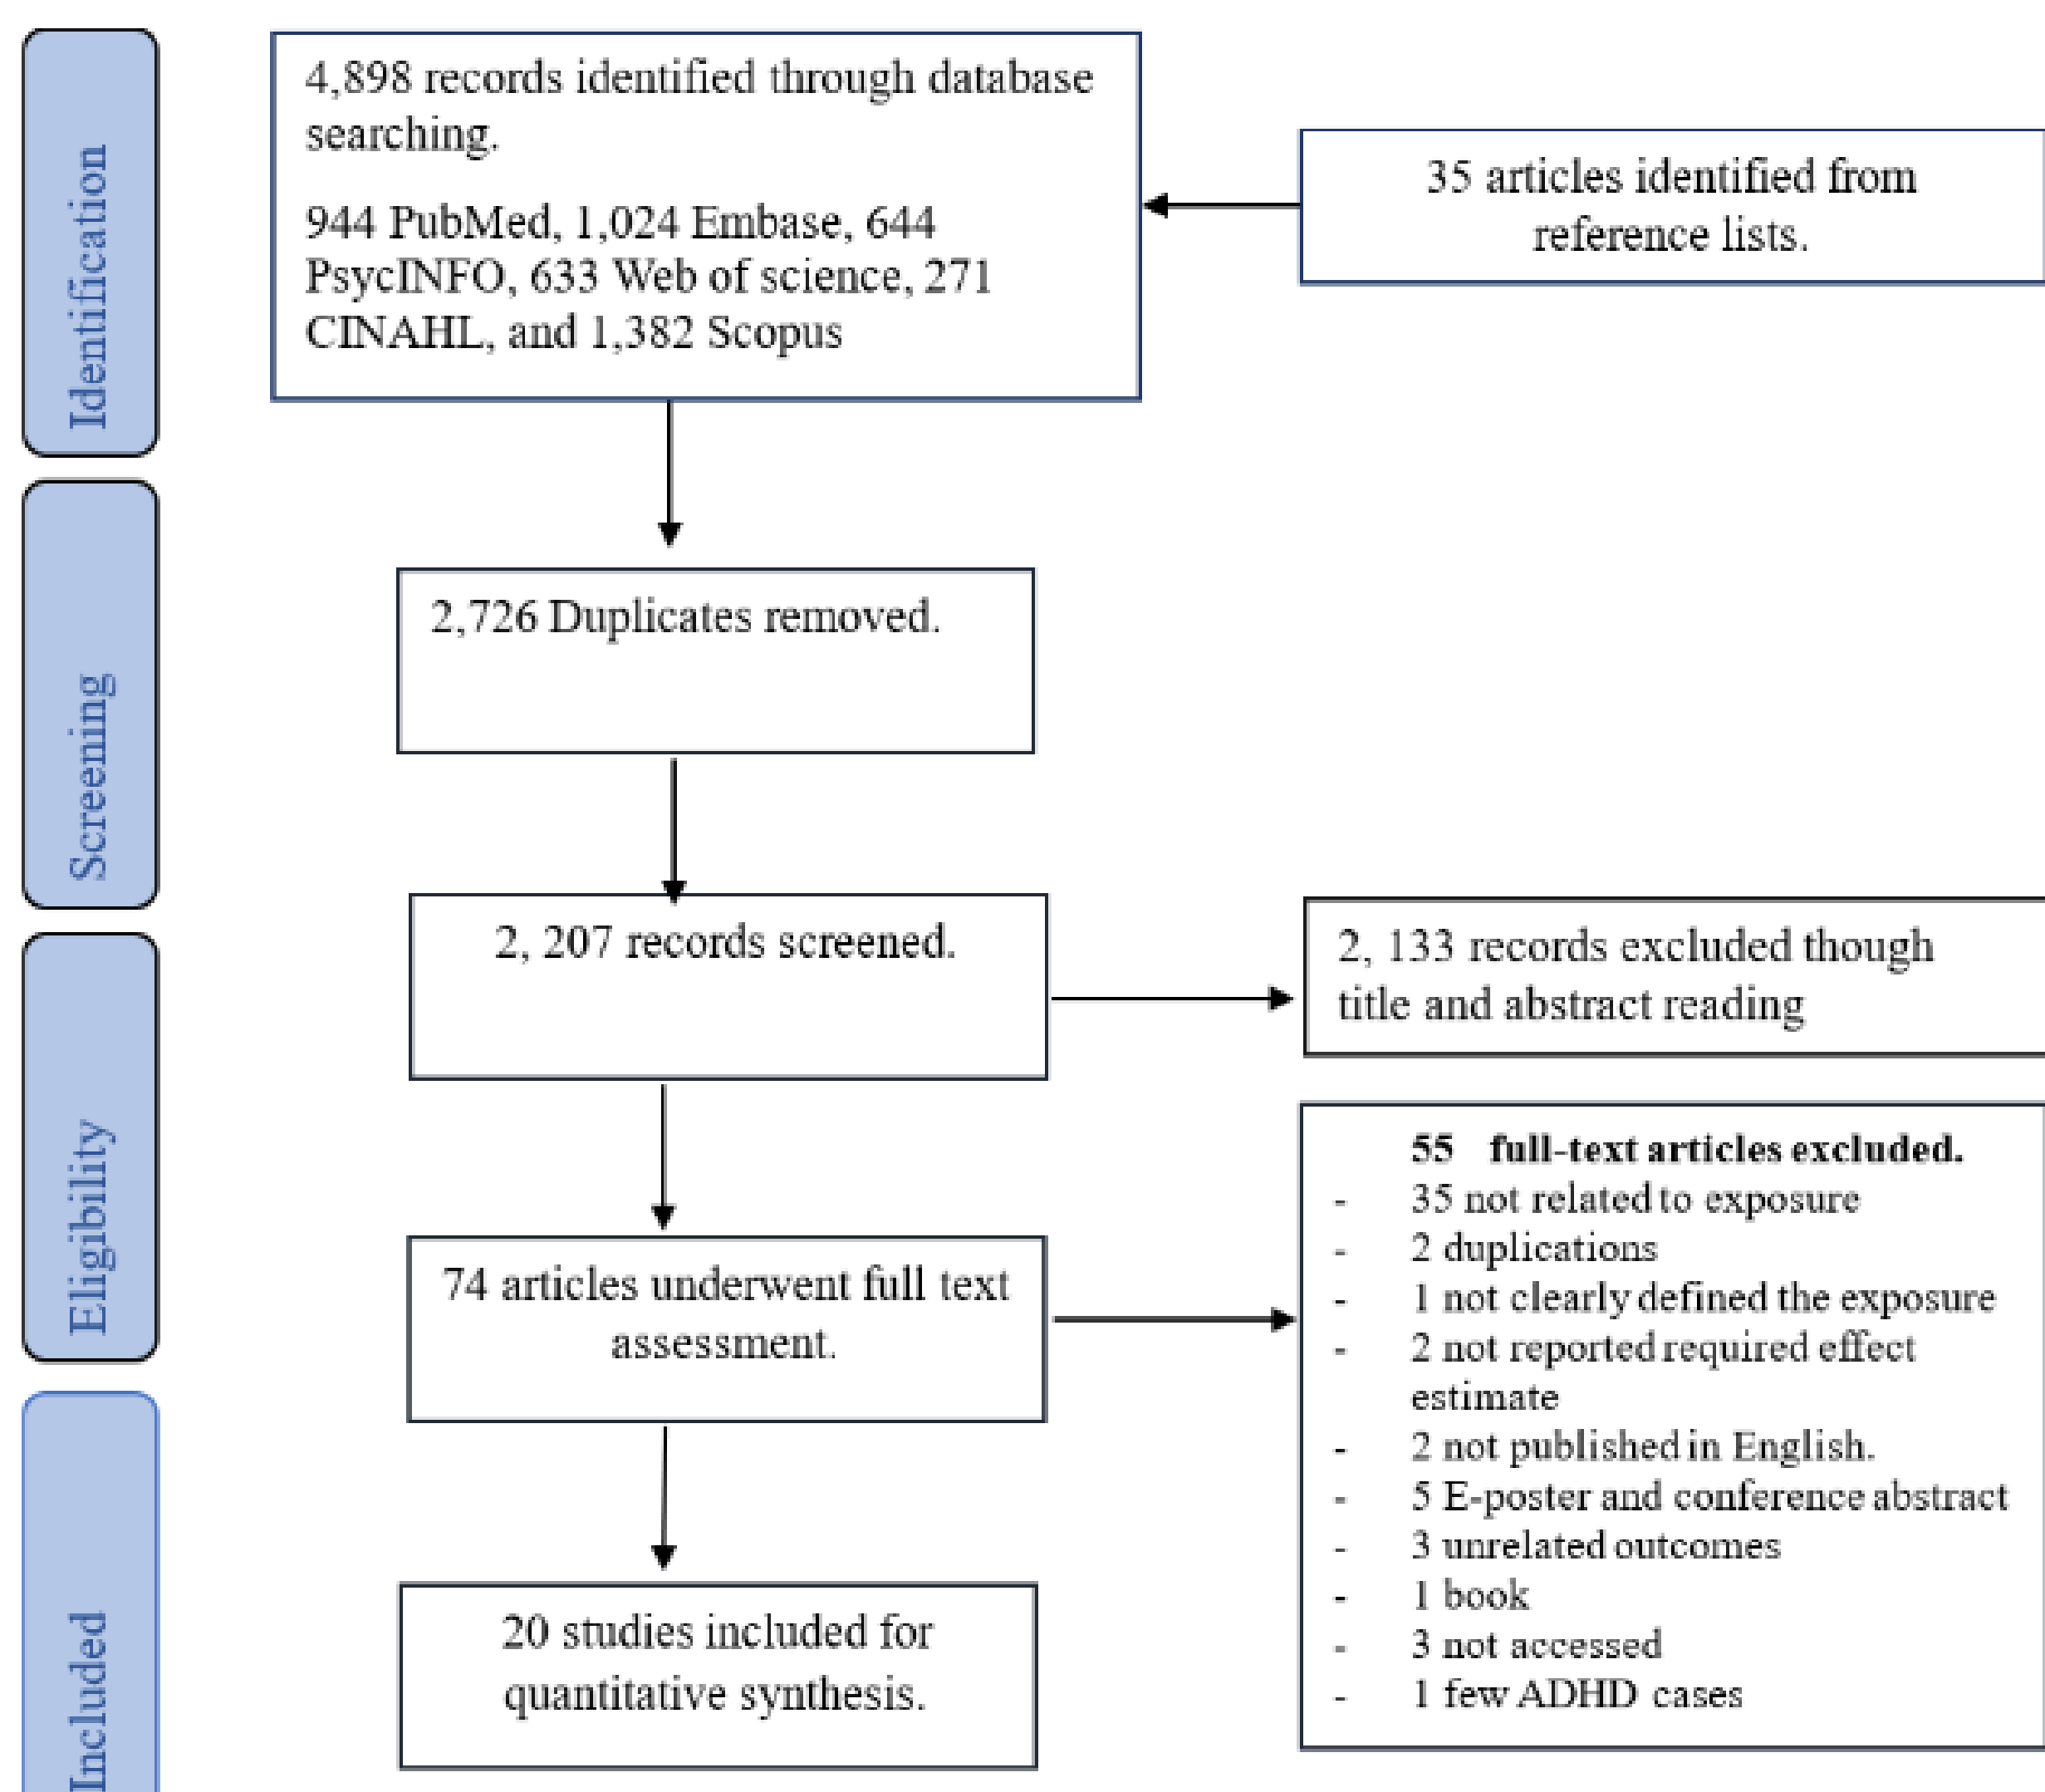 Identification
4,898 records identified through database
searching.
944 PubMed, 1,024 Embase, 644
PsycINFO, 633 Web of science, 271
CINAHL, and 1,382 Scopus
35 articles identified from
reference lists.
Screening
2,726 Duplicates removed.
2, 207 records screened.
2, 133 records excluded though
title and abstract reading
Eligibility
74 articles underwent full text
assessment.
55 full-text articles excluded.
- 35 not related to exposure
- 2 duplications
- 1 not clearly defined the exposure
- 2 not reported required effect
estimate
- 2 not published in English.
- 5 E-poster and conference abstract
- 3 unrelated outcomes
- 1 book
- 3 not accessed
- 1 few ADHD cases
Included
20 studies included for
quantitative synthesis.